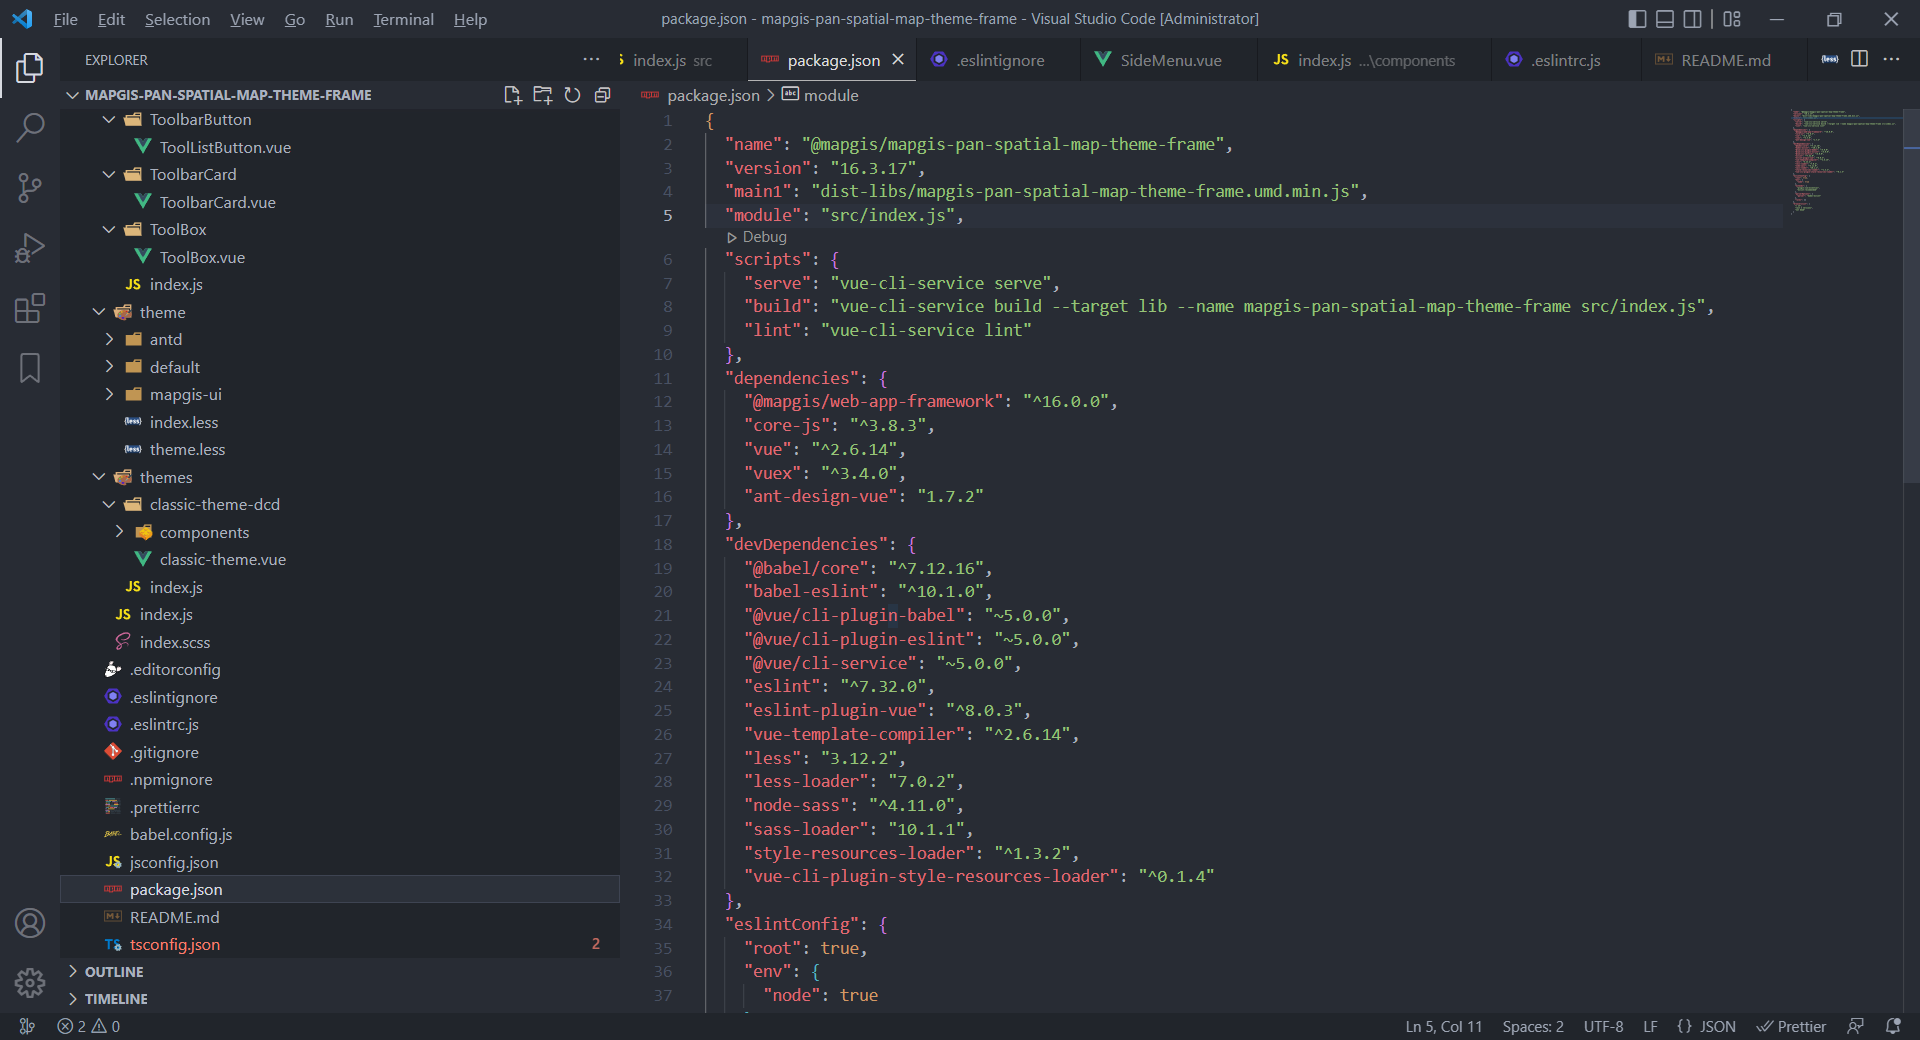 File Edit Selection View Go Run Terminal Help
package.json - mapgis-pan-spatial-map-theme-frame - Visual Studio Code [Administrator]
EXPLORER
index.js src
package.json
.eslintignore
SideMenu.vue
JS index.js ...\components
.eslintrc.js
README.md
MAPGIS-PAN-SPATIAL-MAP-THEME-FRAME
ToolbarButton
ToolListButton.vue
ToolbarCard
ToolbarCard.vue
ToolBox
ToolBox.vue
JS index.js
theme
antd
default
mapgis-ui
{less} index.less
{less} theme.less
themes
classic-theme-dcd
components
classic-theme.vue
JS index.js
JS index.js
index.scss
.editorconfig
.eslintignore
.eslintrc.js
.gitignore
.npmignore
.prettierrc
babel.config.js
JS jsconfig.json
package.json
README.md
TS tsconfig.json 2
OUTLINE
TIMELINE
package.json > abc module
1 {
2 "name": "@mapgis/mapgis-pan-spatial-map-theme-frame",
3 "version": "16.3.17",
4 "main1": "dist-libs/mapgis-pan-spatial-map-theme-frame.umd.min.js",
5 "module": "src/index.js",
Debug
6 "scripts": {
7 "serve": "vue-cli-service serve",
8 "build": "vue-cli-service build --target lib --name mapgis-pan-spatial-map-theme-frame src/index.js",
9 "lint": "vue-cli-service lint"
10 },
11 "dependencies": {
12 "@mapgis/web-app-framework": "^16.0.0",
13 "core-js": "^3.8.3",
14 "vue": "^2.6.14",
15 "vuex": "^3.4.0",
16 "ant-design-vue": "1.7.2"
17 },
18 "devDependencies": {
19 "@babel/core": "^7.12.16",
20 "babel-eslint": "^10.1.0",
21 "@vue/cli-plugin-babel": "~5.0.0",
22 "@vue/cli-plugin-eslint": "~5.0.0",
23 "@vue/cli-service": "~5.0.0",
24 "eslint": "^7.32.0",
25 "eslint-plugin-vue": "^8.0.3",
26 "vue-template-compiler": "^2.6.14",
27 "less": "3.12.2",
28 "less-loader": "7.0.2",
29 "node-sass": "^4.11.0",
30 "sass-loader": "10.1.1",
31 "style-resources-loader": "^1.3.2",
32 "vue-cli-plugin-style-resources-loader": "^0.1.4"
33 },
34 "eslintConfig": {
35 "root": true,
36 "env": {
37 "node": true
2 0
Ln 5, Col 11 Spaces: 2 UTF-8 LF {} JSON Prettier